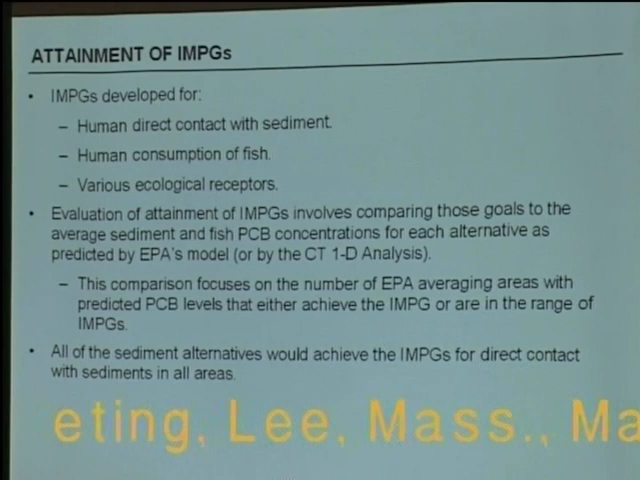 ATTAINMENT OF IMPGs
• IMPGs developed for:
– Human direct contact with sediment.
– Human consumption of fish.
– Various ecological receptors.
• Evaluation of attainment of IMPGs involves comparing those goals to the
average sediment and fish PCB concentrations for each alternative as
predicted by EPA's model (or by the CT 1-D Analysis).
– This comparison focuses on the number of EPA averaging areas with
predicted PCB levels that either achieve the IMPG or are in the range of
IMPGs.
• All of the sediment alternatives would achieve the IMPGs for direct contact
with sediments in all areas.
eting, Lee, Mass., Ma